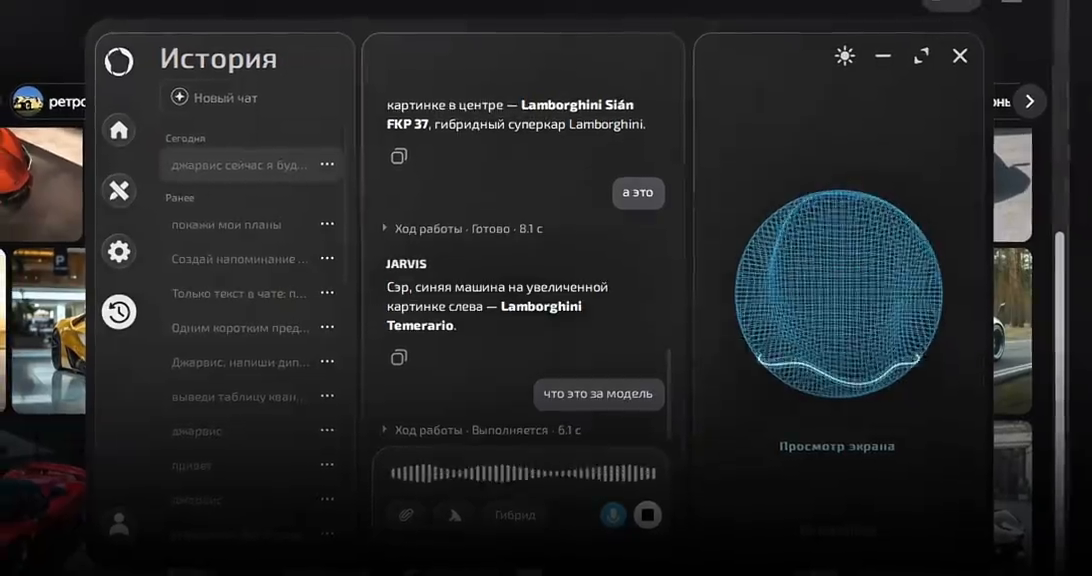 История
Новый чат
Сегодня
джарвис сейчас я буд...
Ранее
покажи мои планы
Создай напоминание ...
Только текст в чате: п...
Одним коротким пред...
Джарвис, напиши дип...
выведи таблицу кван...
джарвис
привет
джарвис
ретро
картинке в центре — Lamborghini Sián
FKP 37, гибридный суперкар Lamborghini.
а это
Ход работы · Готово · 8.1 с
JARVIS
Сэр, синяя машина на увеличенной
картинке слева — Lamborghini
Temerario.
что это за модель
Ход работы · Выполняется · 6.1 с
Гибрид
Просмотр экрана
P